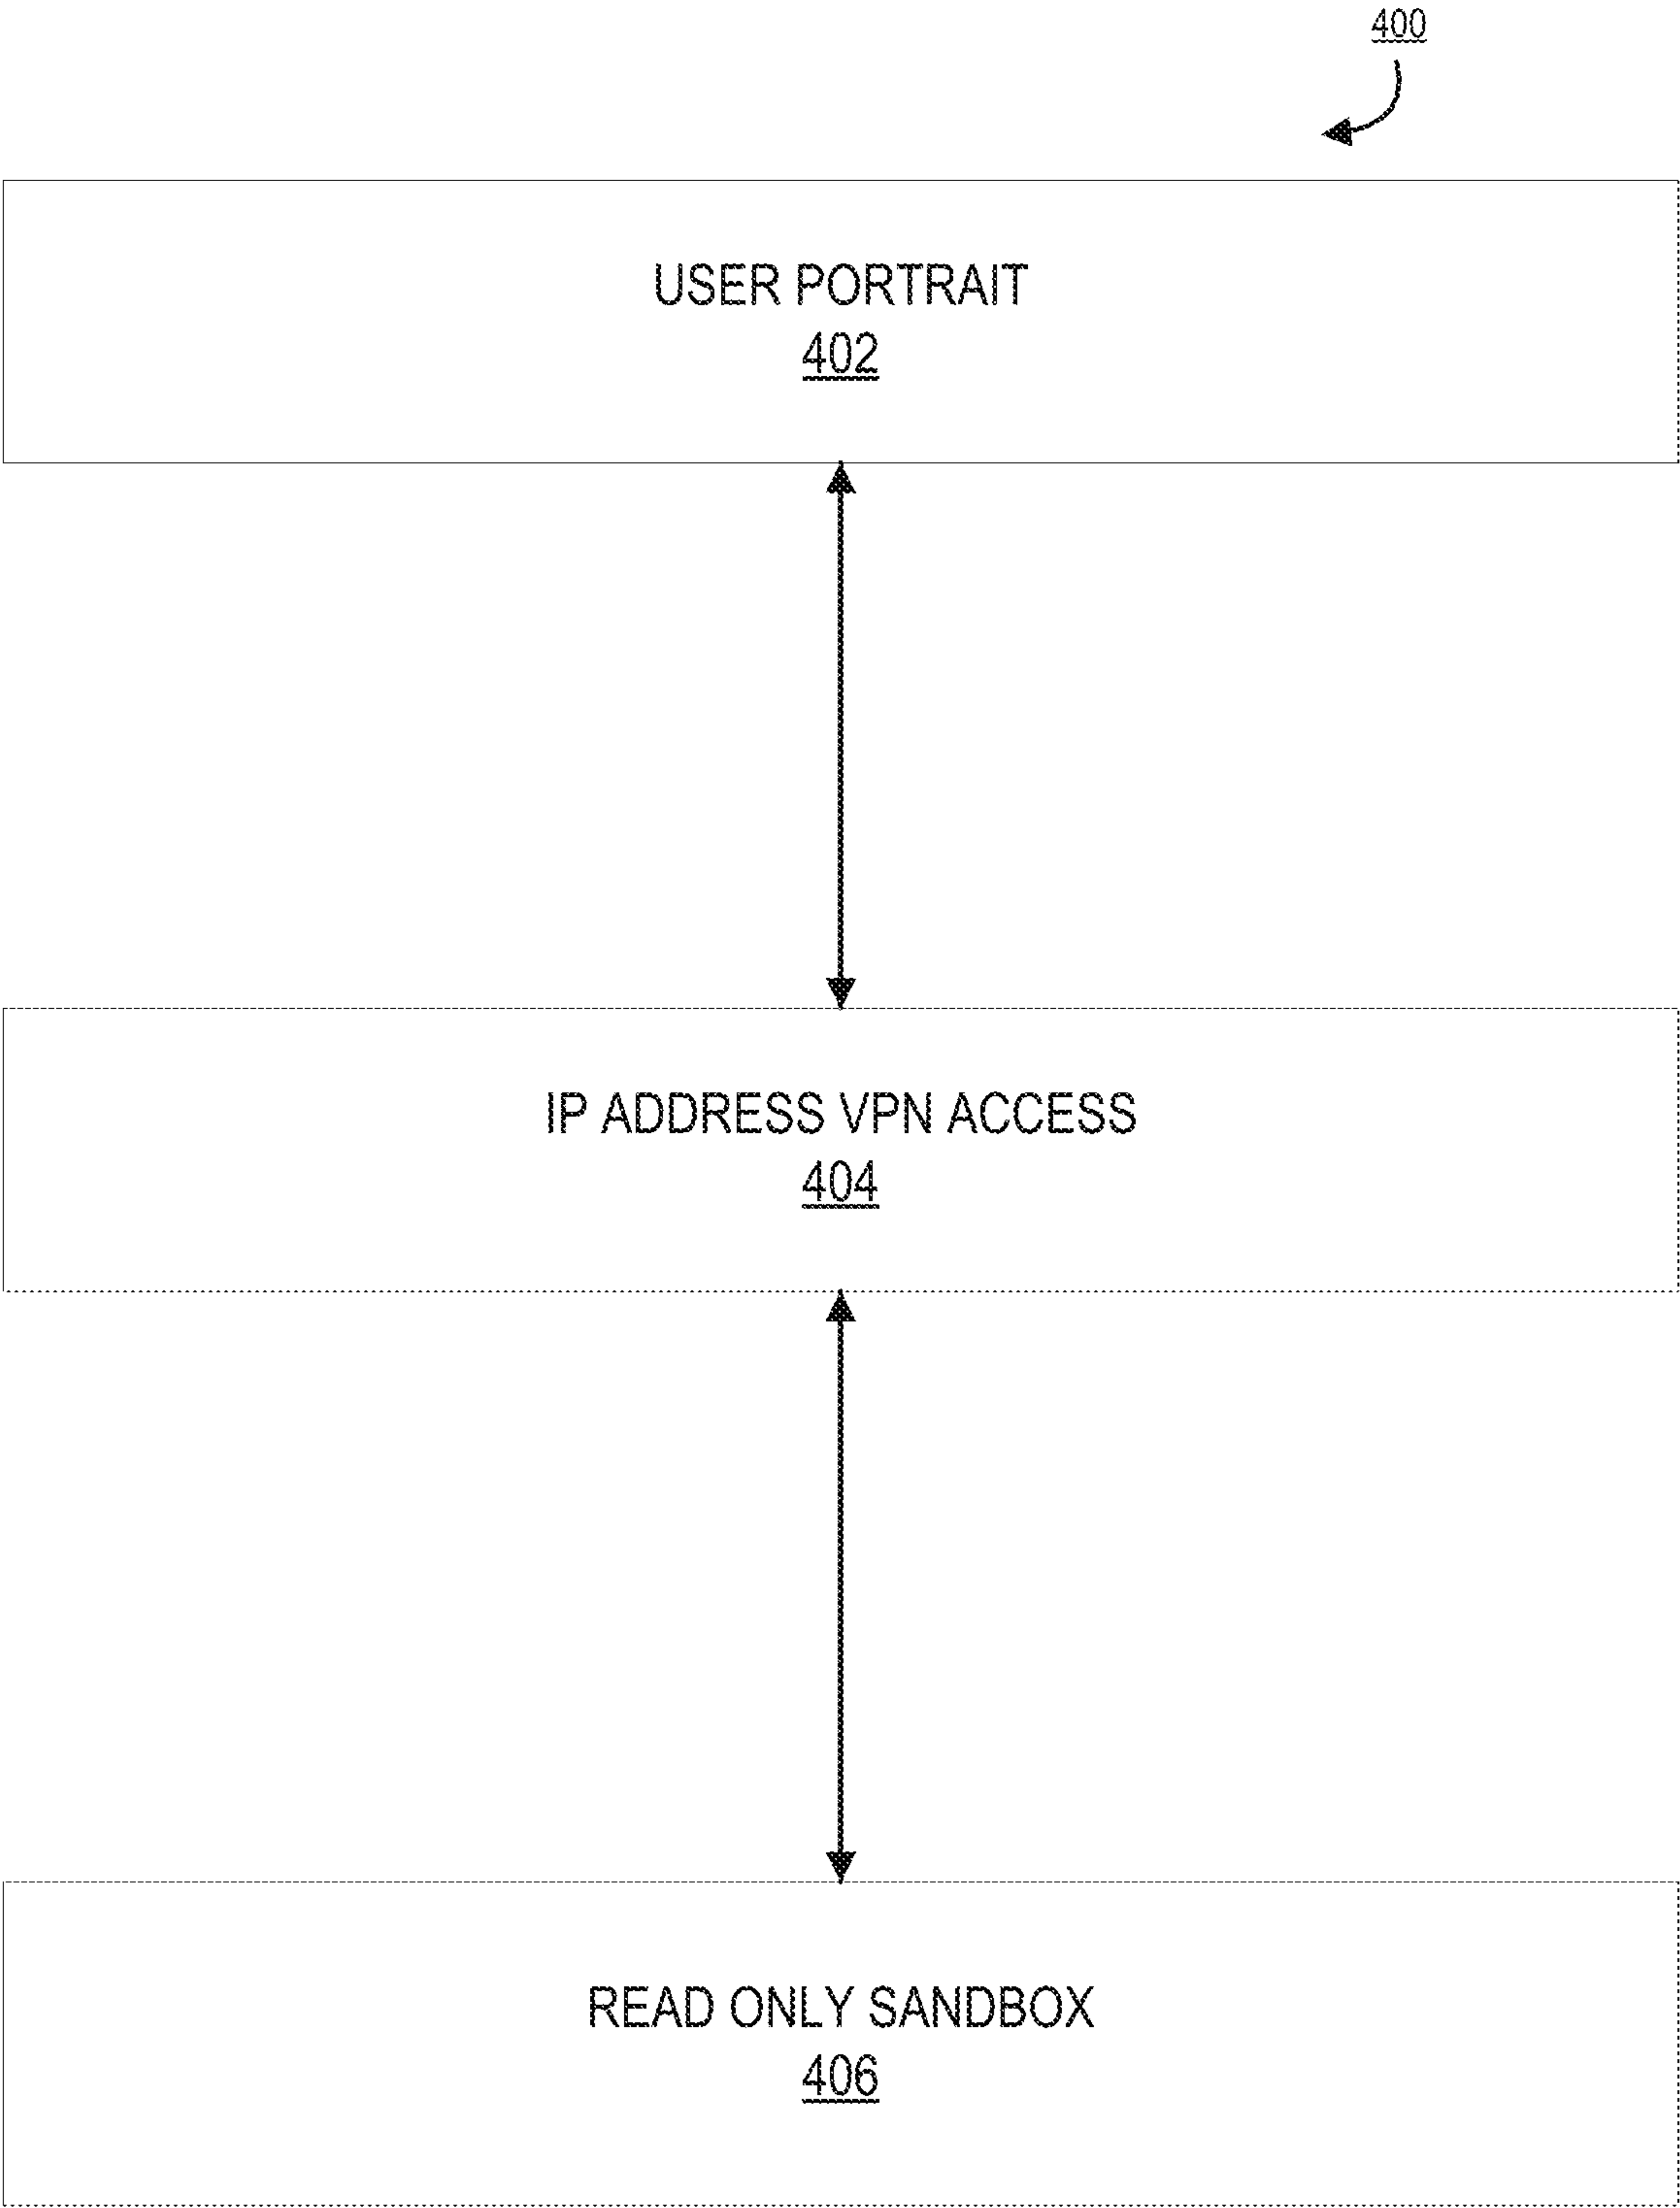 400
USER PORTRAIT
402
IP ADDRESS VPN ACCESS
404
READ ONLY SANDBOX
406